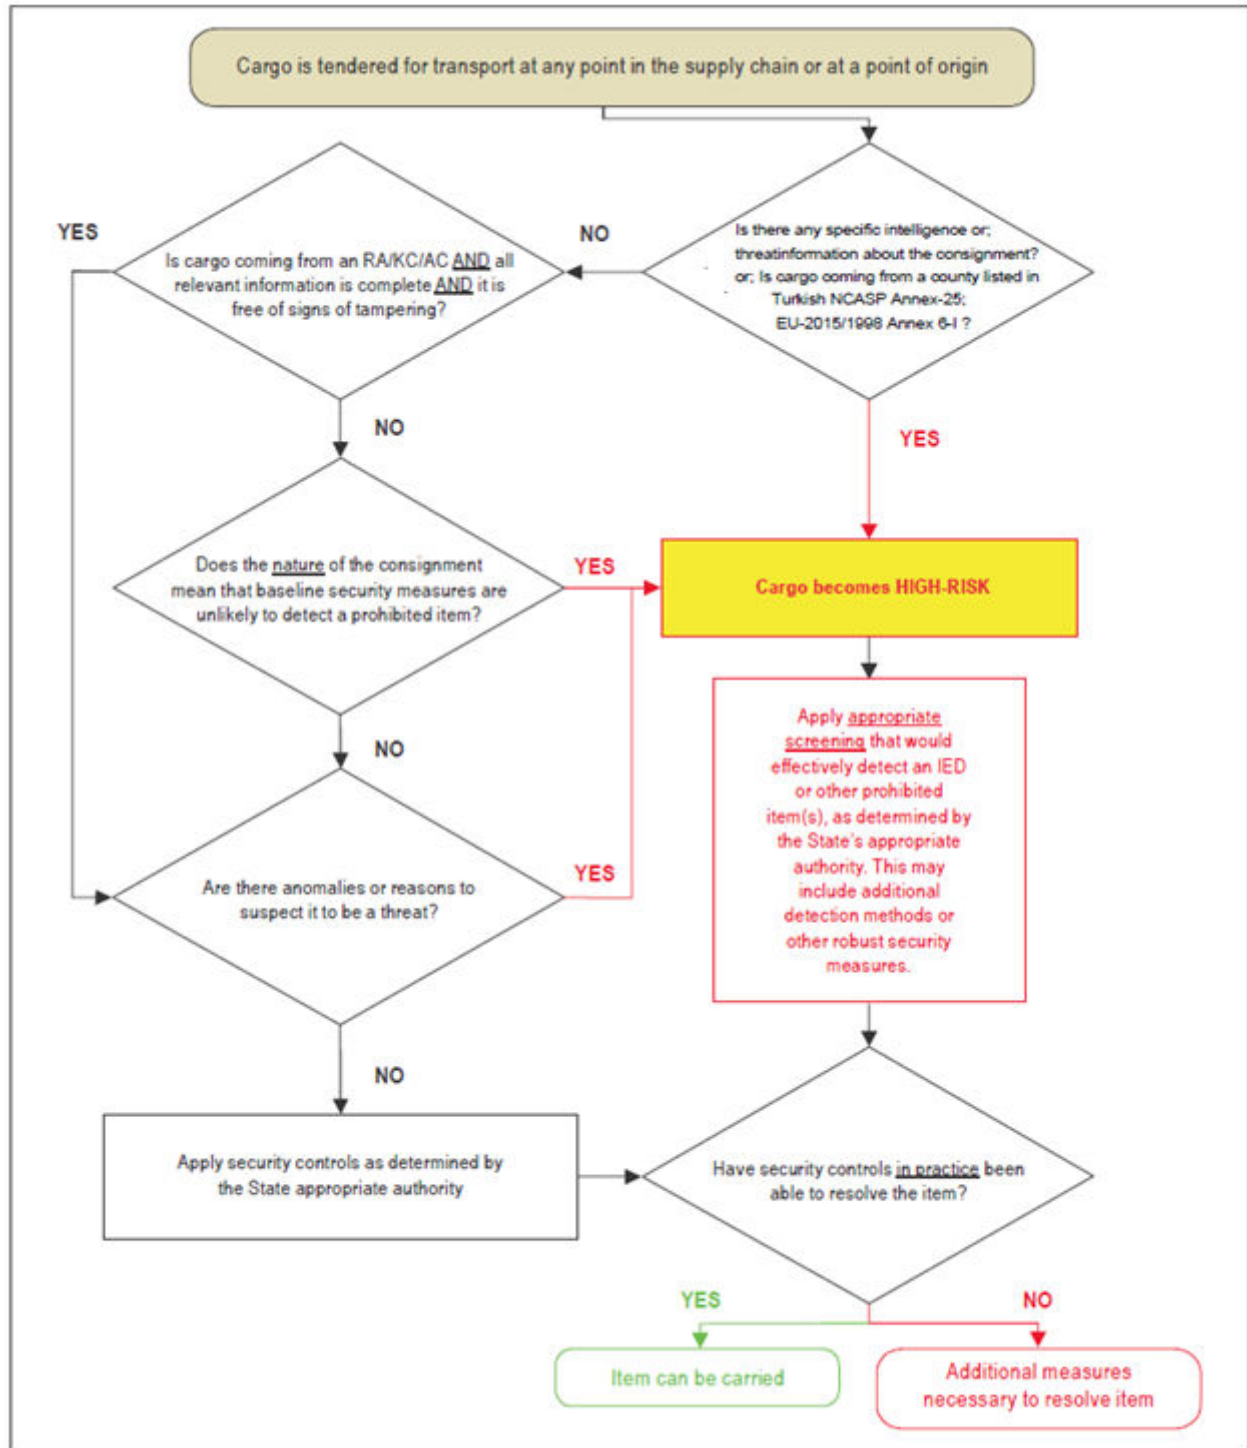 Cargo is tendered for transport at any point in the supply chain or at a point of origin
YES
Is cargo coming from an RA/KC/AC AND all
relevant information is complete AND it is
free of signs of tampering?
NO
Is there any specific intelligence or;
threatinformation about the consignment?
or; Is cargo coming from a county listed in
Turkish NCASP Annex-25;
EU-2015/1998 Annex 6-I ?
NO
YES
Does the nature of the consignment
mean that baseline security measures are
unlikely to detect a prohibited item?
YES
Cargo becomes HIGH-RISK
NO
Apply appropriate
screening that would
effectively detect an IED
or other prohibited
item(s), as determined by
the State's appropriate
authority. This may
include additional
detection methods or
other robust security
measures.
Are there anomalies or reasons to
suspect it to be a threat?
YES
NO
Apply security controls as determined by
the State appropriate authority
Have security controls in practice been
able to resolve the item?
YES
NO
Item can be carried
Additional measures
necessary to resolve item